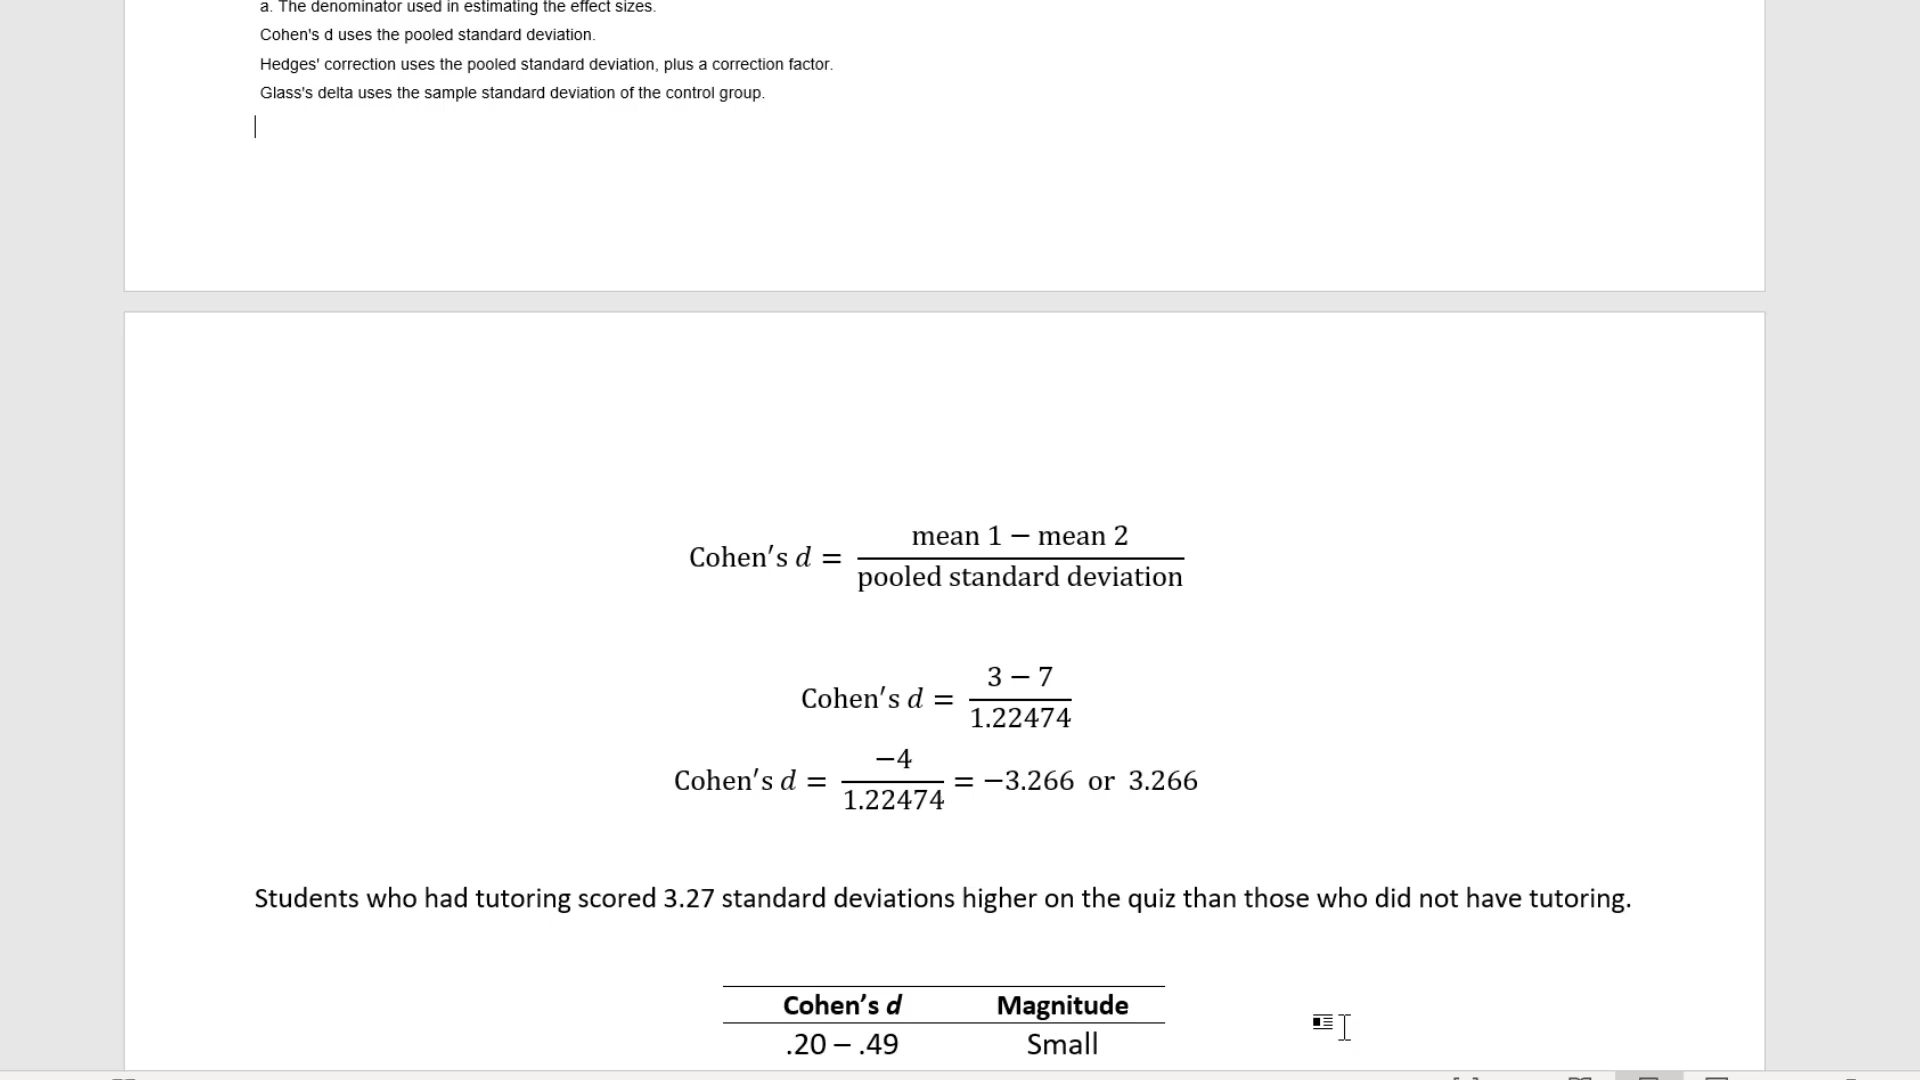 a. The denominator used in estimating the effect sizes.
Cohen's d uses the pooled standard deviation.
Hedges' correction uses the pooled standard deviation, plus a correction factor.
Glass's delta uses the sample standard deviation of the control group.
Cohen′s d = mean 1 − mean 2 / pooled standard deviation
Cohen′s d = 3 − 7 / 1.22474
Cohen′s d = −4 / 1.22474 = −3.266 or 3.266
Students who had tutoring scored 3.27 standard deviations higher on the quiz than those who did not have tutoring.
Cohen’s d Magnitude
.20 – .49 Small